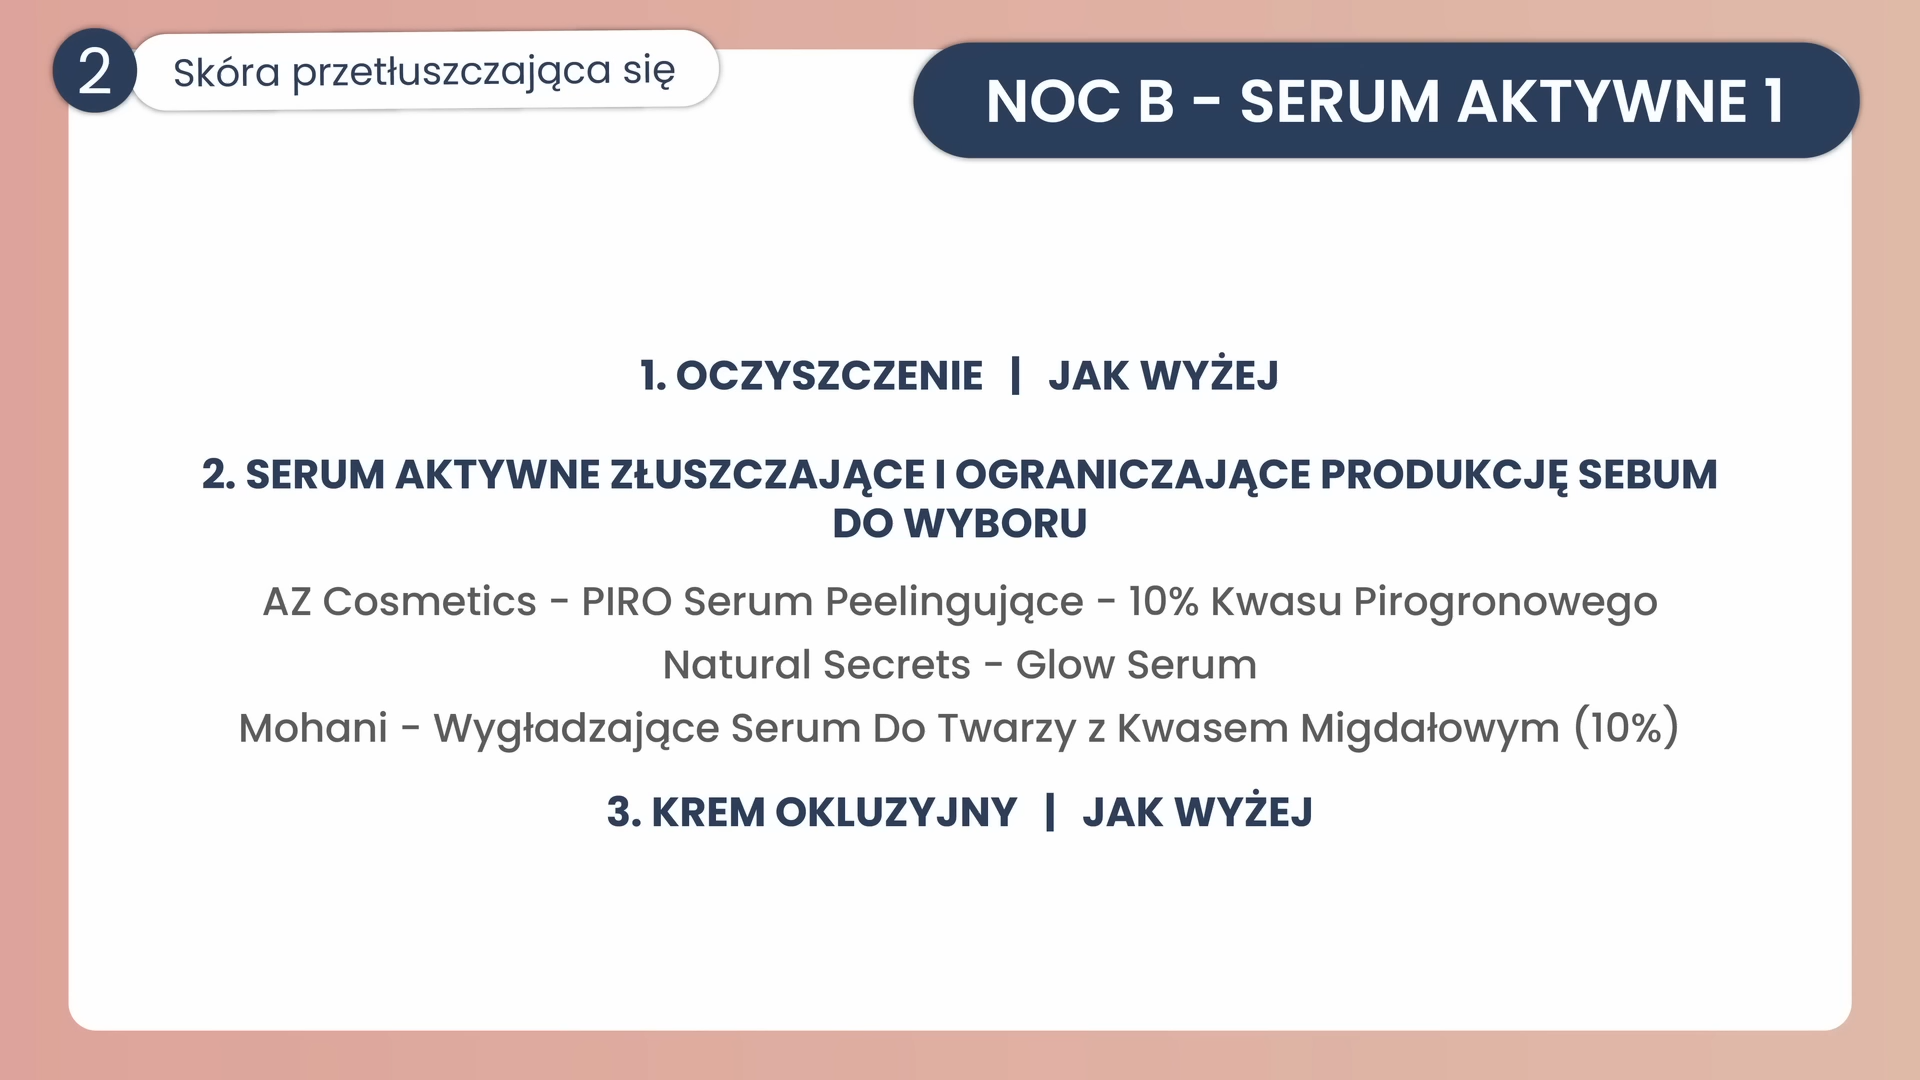 2
Skóra przetłuszczająca się
NOC B - SERUM AKTYWNE 1
1. OCZYSZCZENIE | JAK WYŻEJ
2. SERUM AKTYWNE ZŁUSZCZAJĄCE I OGRANICZAJĄCE PRODUKCJĘ SEBUM
DO WYBORU
AZ Cosmetics - PIRO Serum Peelingujące - 10% Kwasu Pirogronowego
Natural Secrets - Glow Serum
Mohani - Wygładzające Serum Do Twarzy z Kwasem Migdałowym (10%)
3. KREM OKLUZYJNY | JAK WYŻEJ